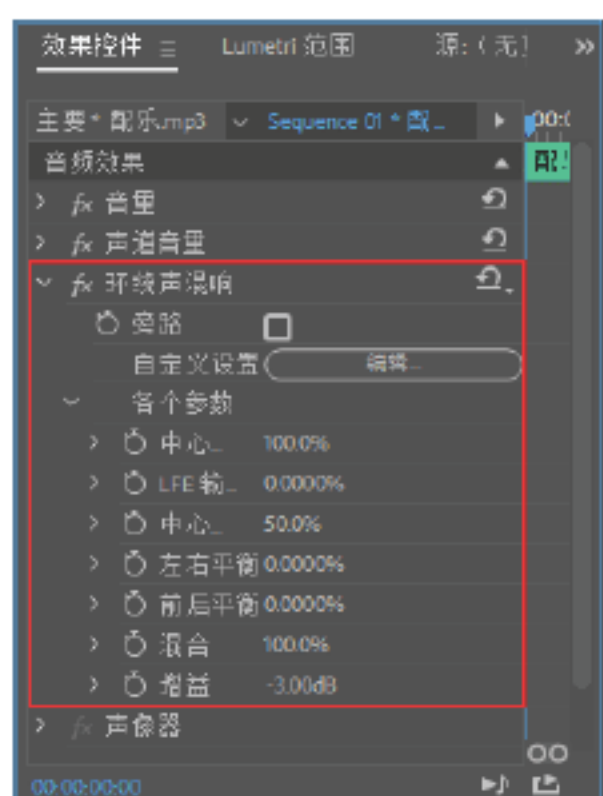 效果控件 Lumetri 范围 源:（无） »
主要* 配乐.mp3 Sequence 01 * 配...
00:0
音频效果
fx 音量
fx 声道音量
fx 环绕声混响
旁路
自定义设置 编辑...
各个参数
中心... 100.0%
LFE 输... 0.0000%
中心... 50.0%
左右平衡 0.0000%
前后平衡 0.0000%
混合 100.0%
增益 -3.00dB
fx 声像器
00:00:00:00